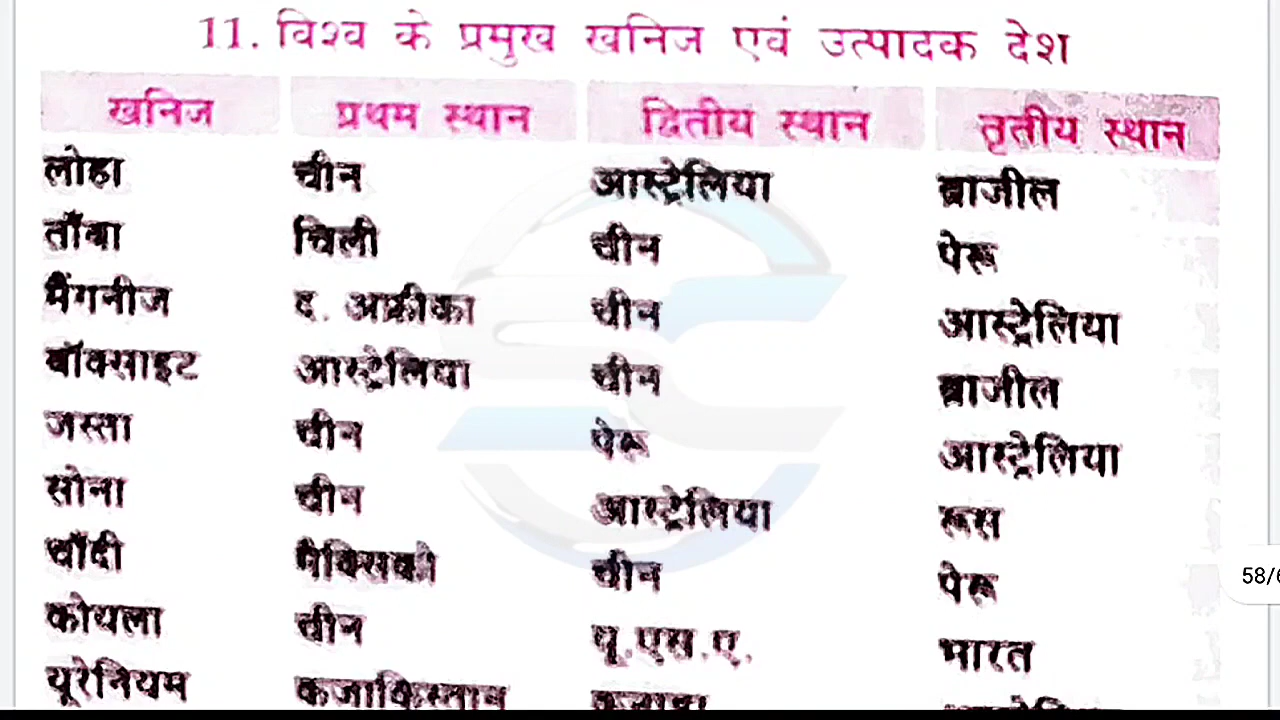 11. विश्व के प्रमुख खनिज एवं उत्पादक देश
खनिज प्रथम स्थान द्वितीय स्थान तृतीय स्थान
लोहा चीन आस्ट्रेलिया ब्राजील
ताँबा चिली चीन पेरू
मैंगनीज द. अफ्रीका चीन आस्ट्रेलिया
बॉक्साइट आस्ट्रेलिया चीन ब्राजील
जस्ता चीन पेरू आस्ट्रेलिया
सोना चीन आस्ट्रेलिया रूस
चाँदी मैक्सिको चीन पेरू
कोयला चीन यू.एस.ए. भारत
यूरेनियम कजाकिस्तान
58/